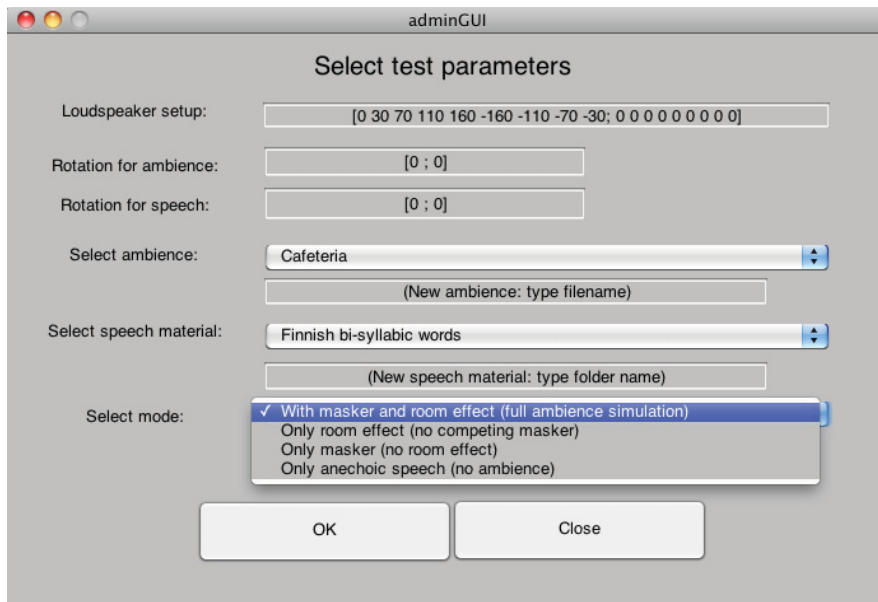 adminGUI
Select test parameters
Loudspeaker setup: [0 30 70 110 160 -160 -110 -70 -30; 0 0 0 0 0 0 0 0 0]
Rotation for ambience: [0 ; 0]
Rotation for speech: [0 ; 0]
Select ambience: Cafeteria
(New ambience: type filename)
Select speech material: Finnish bi-syllabic words
(New speech material: type folder name)
Select mode: ✓ With masker and room effect (full ambience simulation)
Only room effect (no competing masker)
Only masker (no room effect)
Only anechoic speech (no ambience)
OK Close